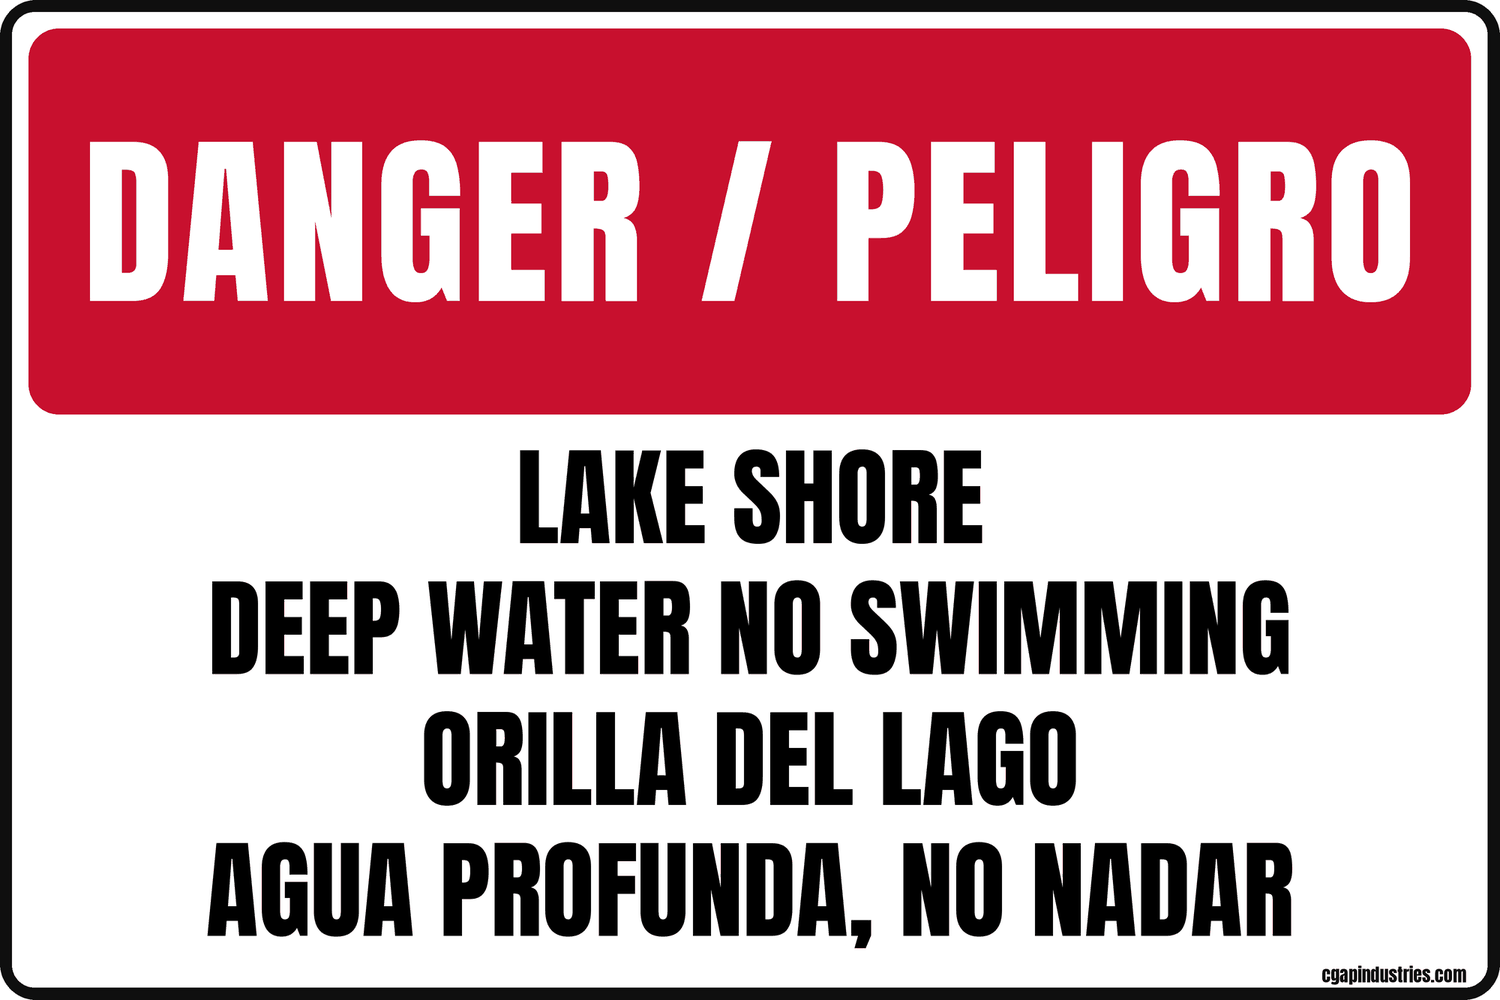 DANGER / PELIGRO
LAKE SHORE
DEEP WATER NO SWIMMING
ORILLA DEL LAGO
AGUA PROFUNDA, NO NADAR
cgapindustries.com